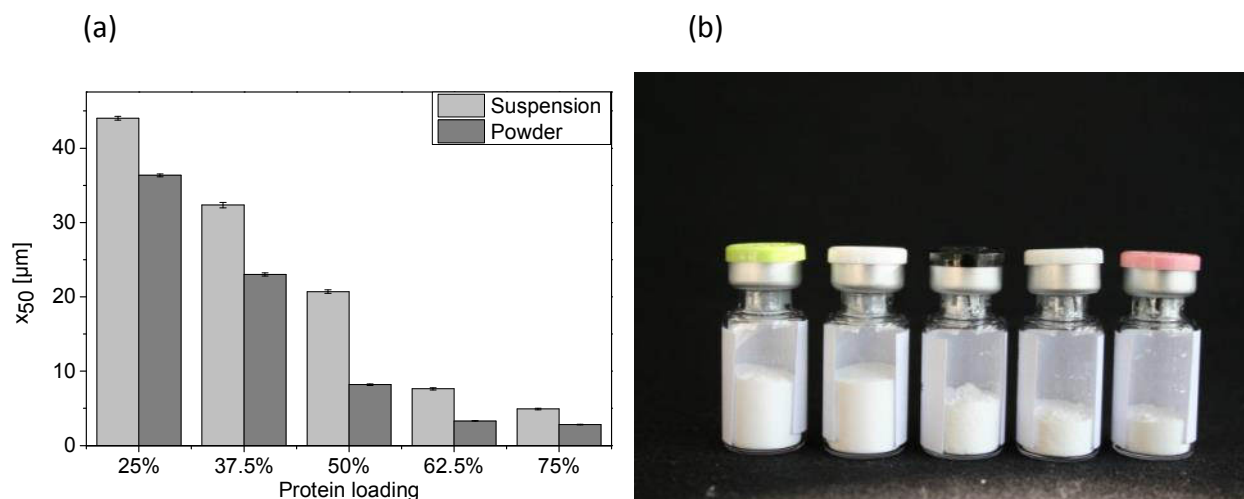 (a)
(b)
Suspension
Powder
40
30
20
10
0
x50 [µm]
25% 37.5% 50% 62.5% 75%
Protein loading